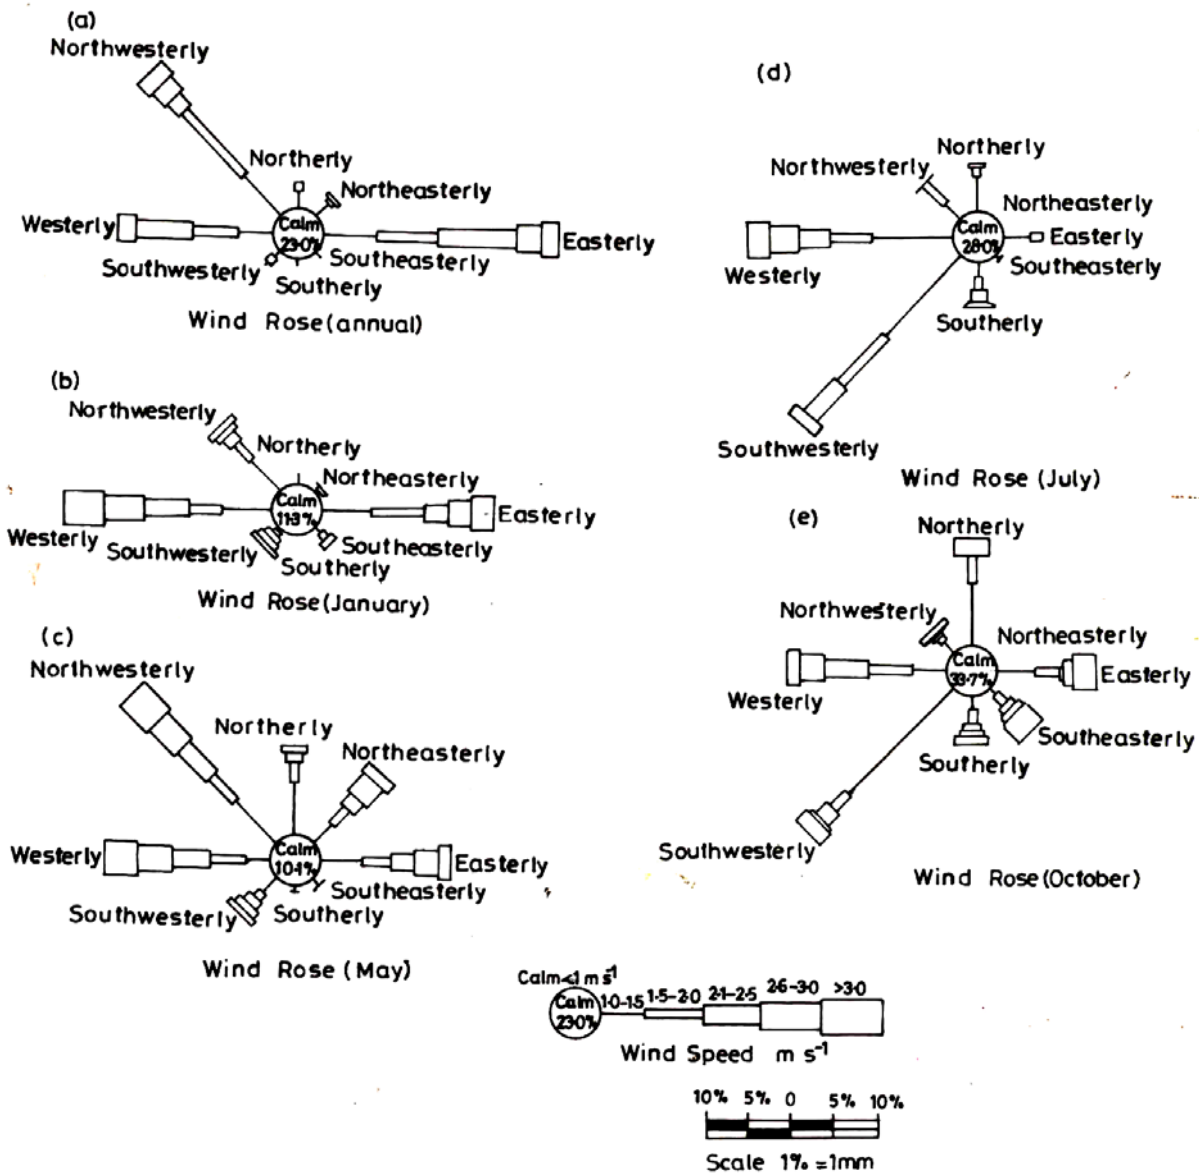 (a)
Northwesterly
Northerly
Northeasterly
Westerly
Calm
23·0%
Easterly
Southwesterly
Southeasterly
Southerly
Wind Rose(annual)
(b)
Northwesterly
Northerly
Northeasterly
Calm
11·3%
Easterly
Westerly
Southwesterly
Southeasterly
Southerly
Wind Rose(January)
(c)
Northwesterly
Northerly
Northeasterly
Westerly
Calm
10·1%
Easterly
Southeasterly
Southwesterly
Southerly
Wind Rose (May)
(d)
Northerly
Northwesterly
Northeasterly
Calm
28·0%
Easterly
Southeasterly
Westerly
Southerly
Southwesterly
Wind Rose (July)
(e)
Northerly
Northwesterly
Northeasterly
Calm
33·7%
Easterly
Westerly
Southeasterly
Southerly
Southwesterly
Wind Rose(October)
Calm<1 m s⁻¹
Calm
23·0%
1·0-1·5 1·5-2·0 2·1-2·5 2·6-3·0 >3·0
Wind Speed m s⁻¹
10% 5% 0 5% 10%
Scale 1% = 1mm